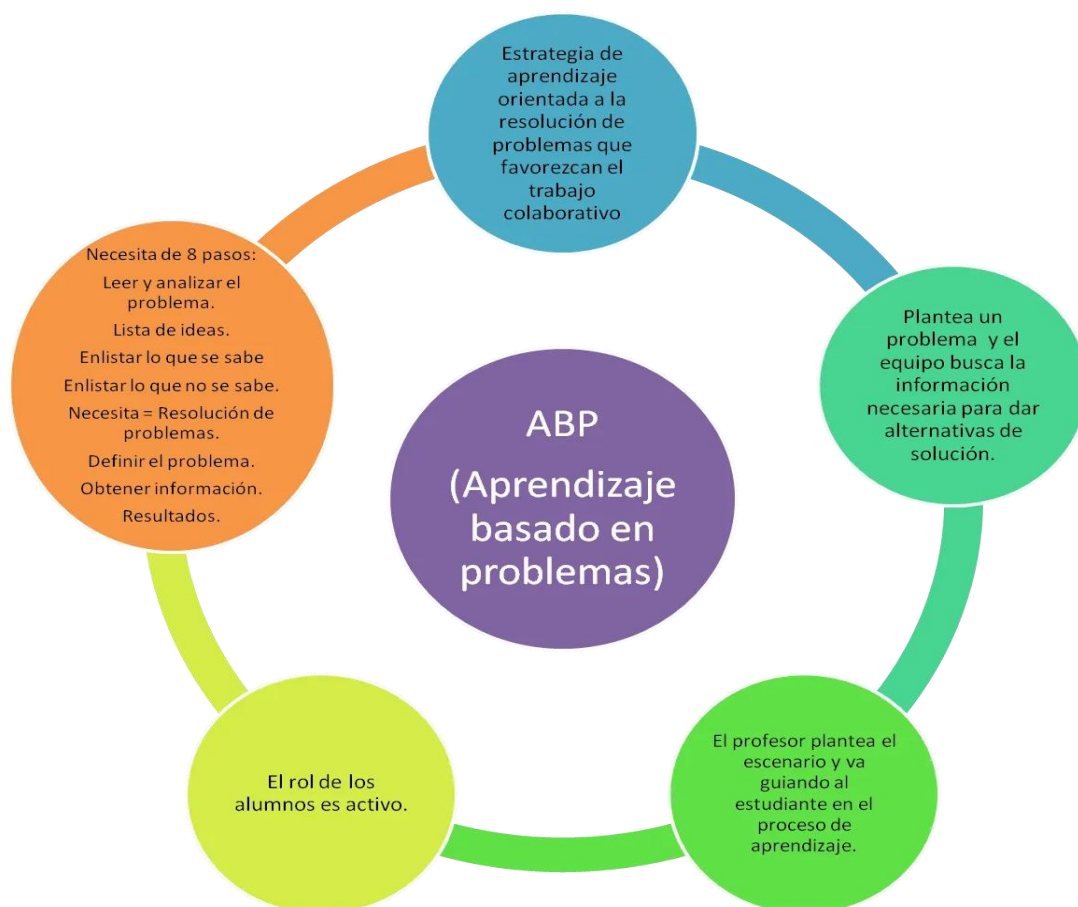 Estrategia de
aprendizaje
orientada a la
resolución de
problemas que
favorezcan el
trabajo
colaborativo
Plantea un
problema y el
equipo busca la
información
necesaria para dar
alternativas de
solución.
El profesor plantea el
escenario y va
guiando al
estudiante en el
proceso de
aprendizaje.
El rol de los
alumnos es activo.
Necesita de 8 pasos:
Leer y analizar el
problema.
Lista de ideas.
Enlistar lo que se sabe
Enlistar lo que no se sabe.
Necesita = Resolución de
problemas.
Definir el problema.
Obtener información.
Resultados.
ABP
(Aprendizaje
basado en
problemas)